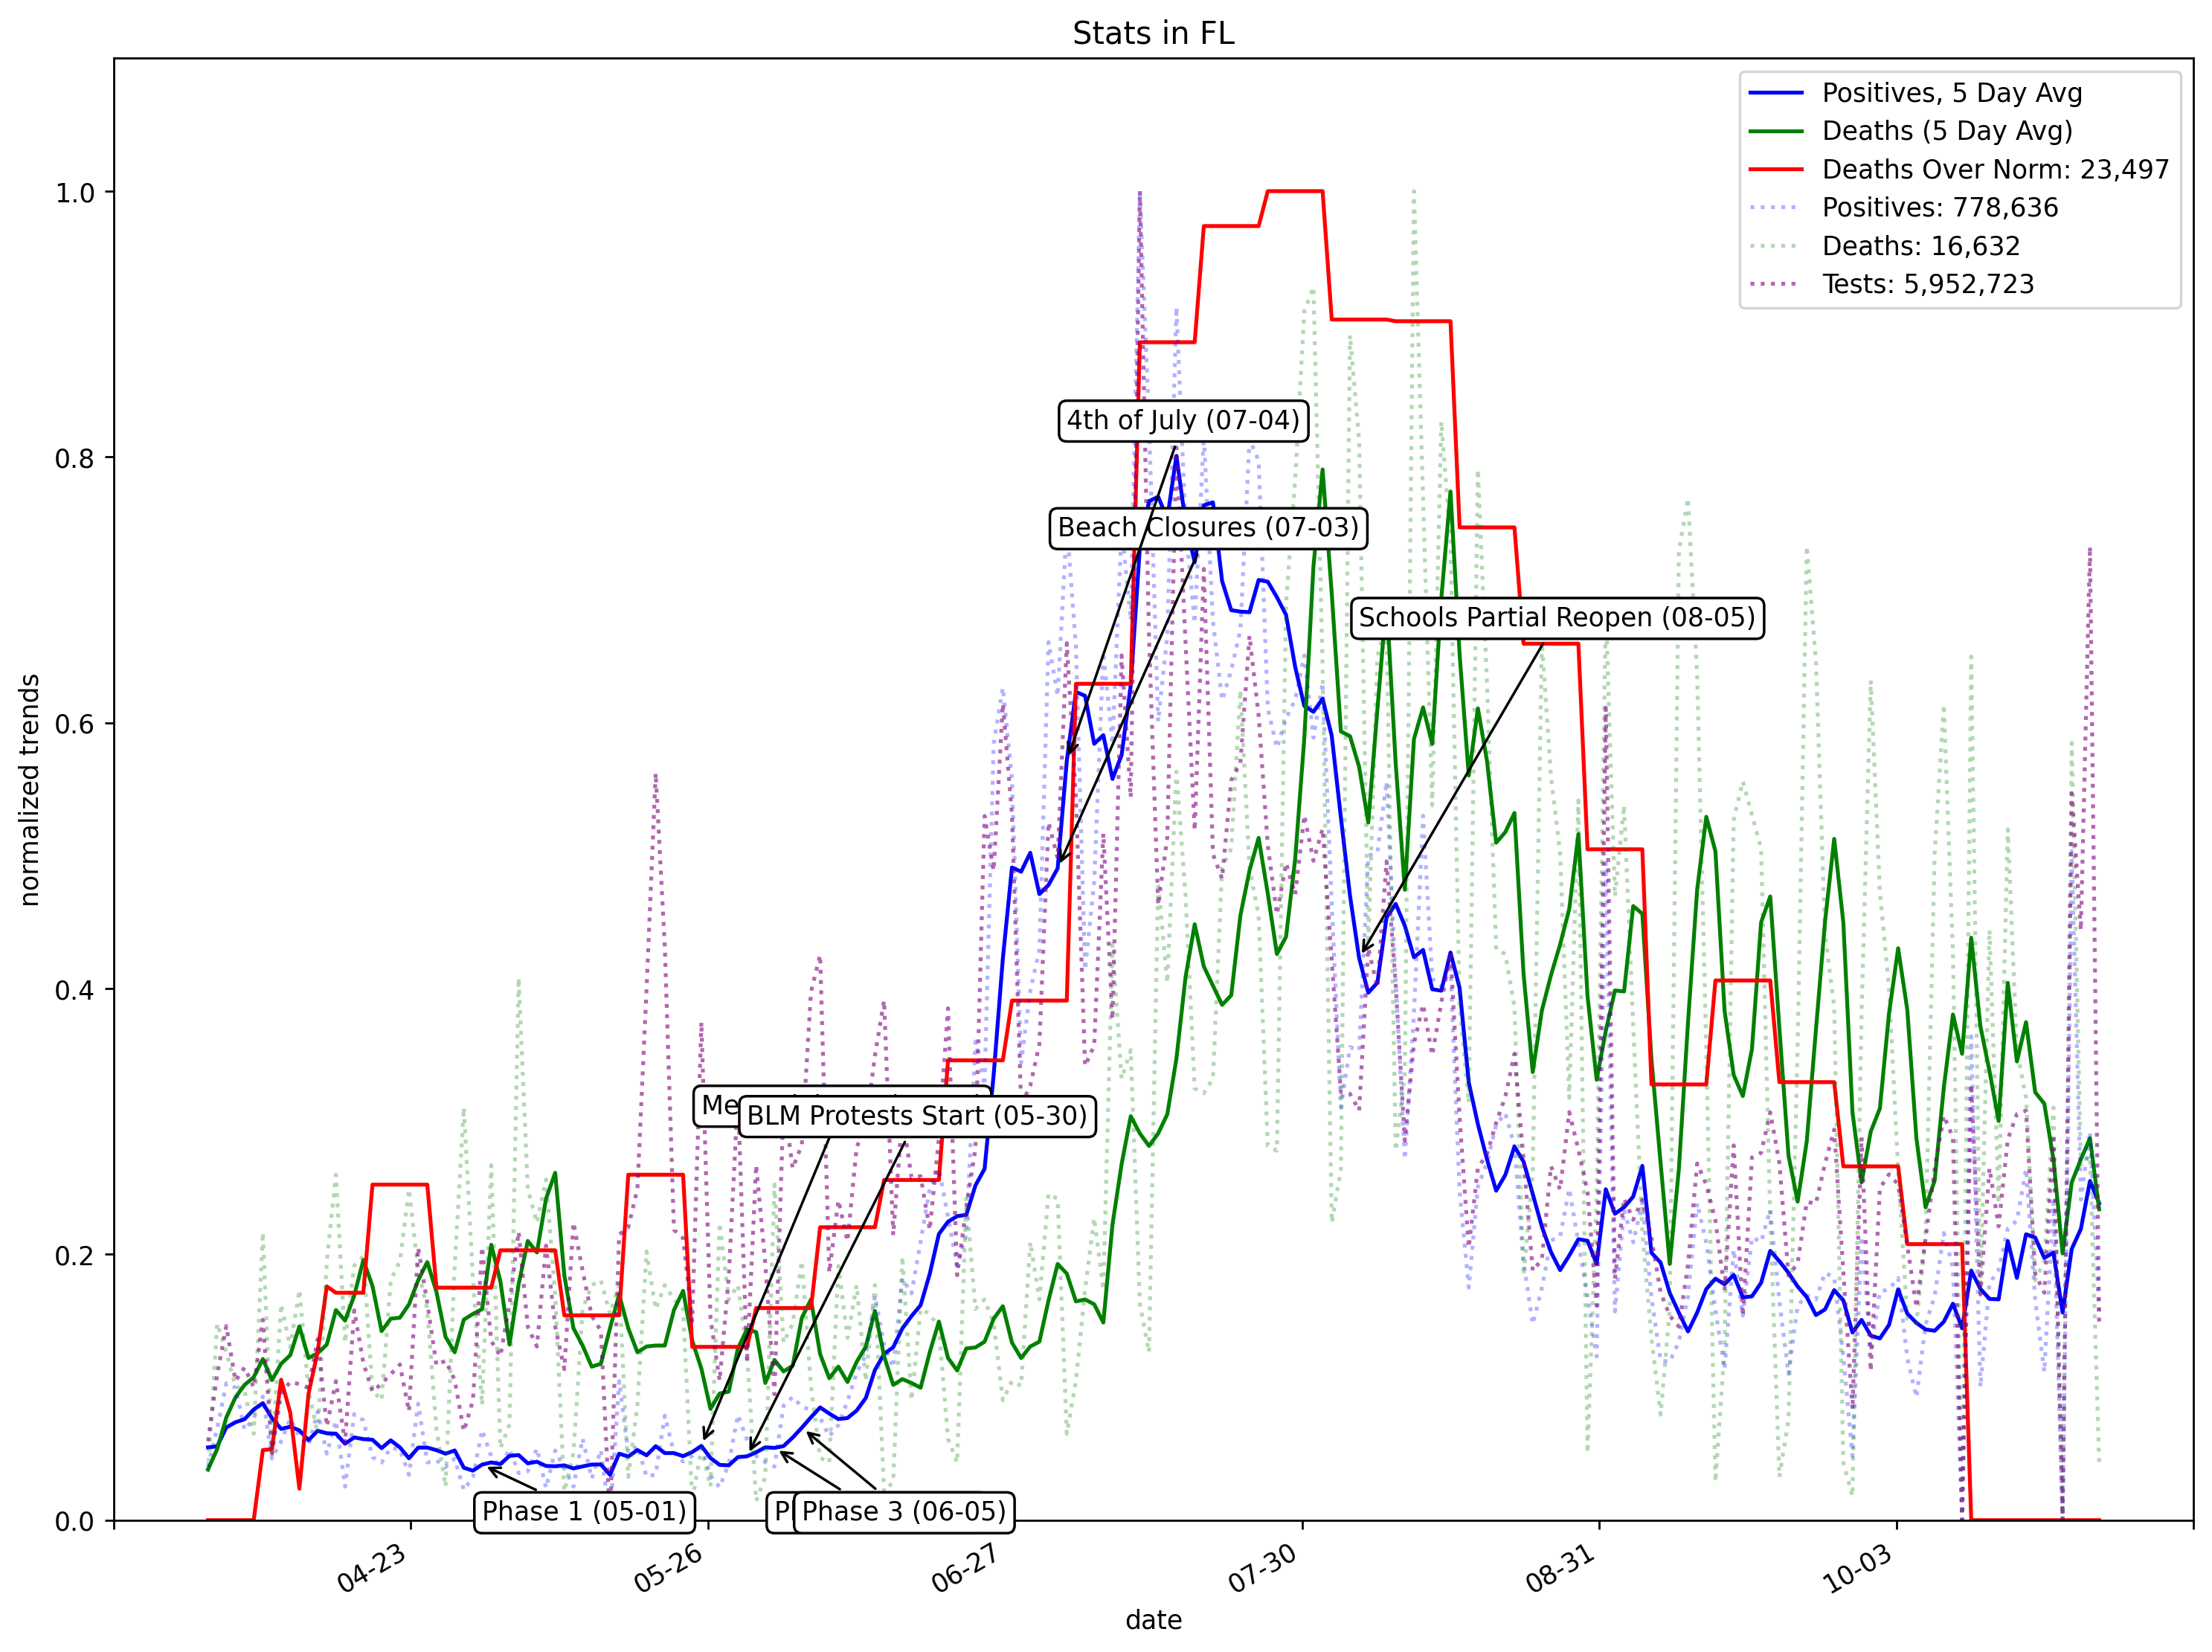 Stats in FL
Positives, 5 Day Avg
Deaths (5 Day Avg)
Deaths Over Norm: 23,497
Positives: 778,636
Deaths: 16,632
Tests: 5,952,723
1.0
0.8
0.6
0.4
0.2
0.0
normalized trends
4th of July (07-04)
Beach Closures (07-03)
Schools Partial Reopen (08-05)
BLM Protests Start (05-30)
Phase 1 (05-01)
Phase 3 (06-05)
04-23
05-26
06-27
07-30
08-31
10-03
date